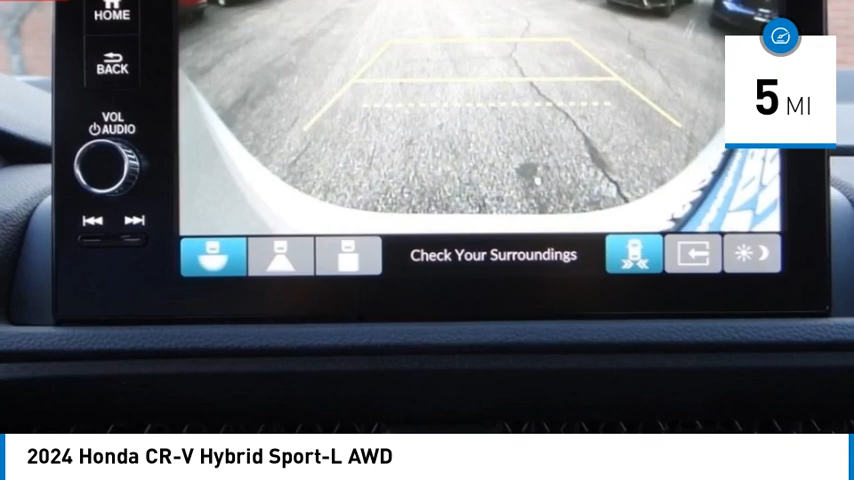 HOME
BACK
VOL
AUDIO
Check Your Surroundings
5 MI
2024 Honda CR-V Hybrid Sport-L AWD